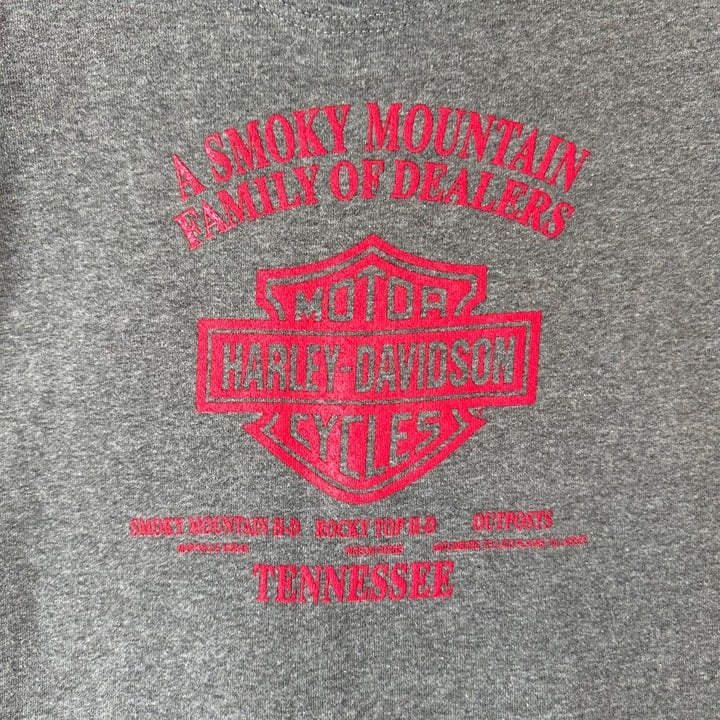 A SMOKY MOUNTAIN
FAMILY OF DEALERS
MOTOR
HARLEY-DAVIDSON
CYCLES
SMOKY MOUNTAIN H-D ROCKY TOP H-D OUTPOSTS
TENNESSEE